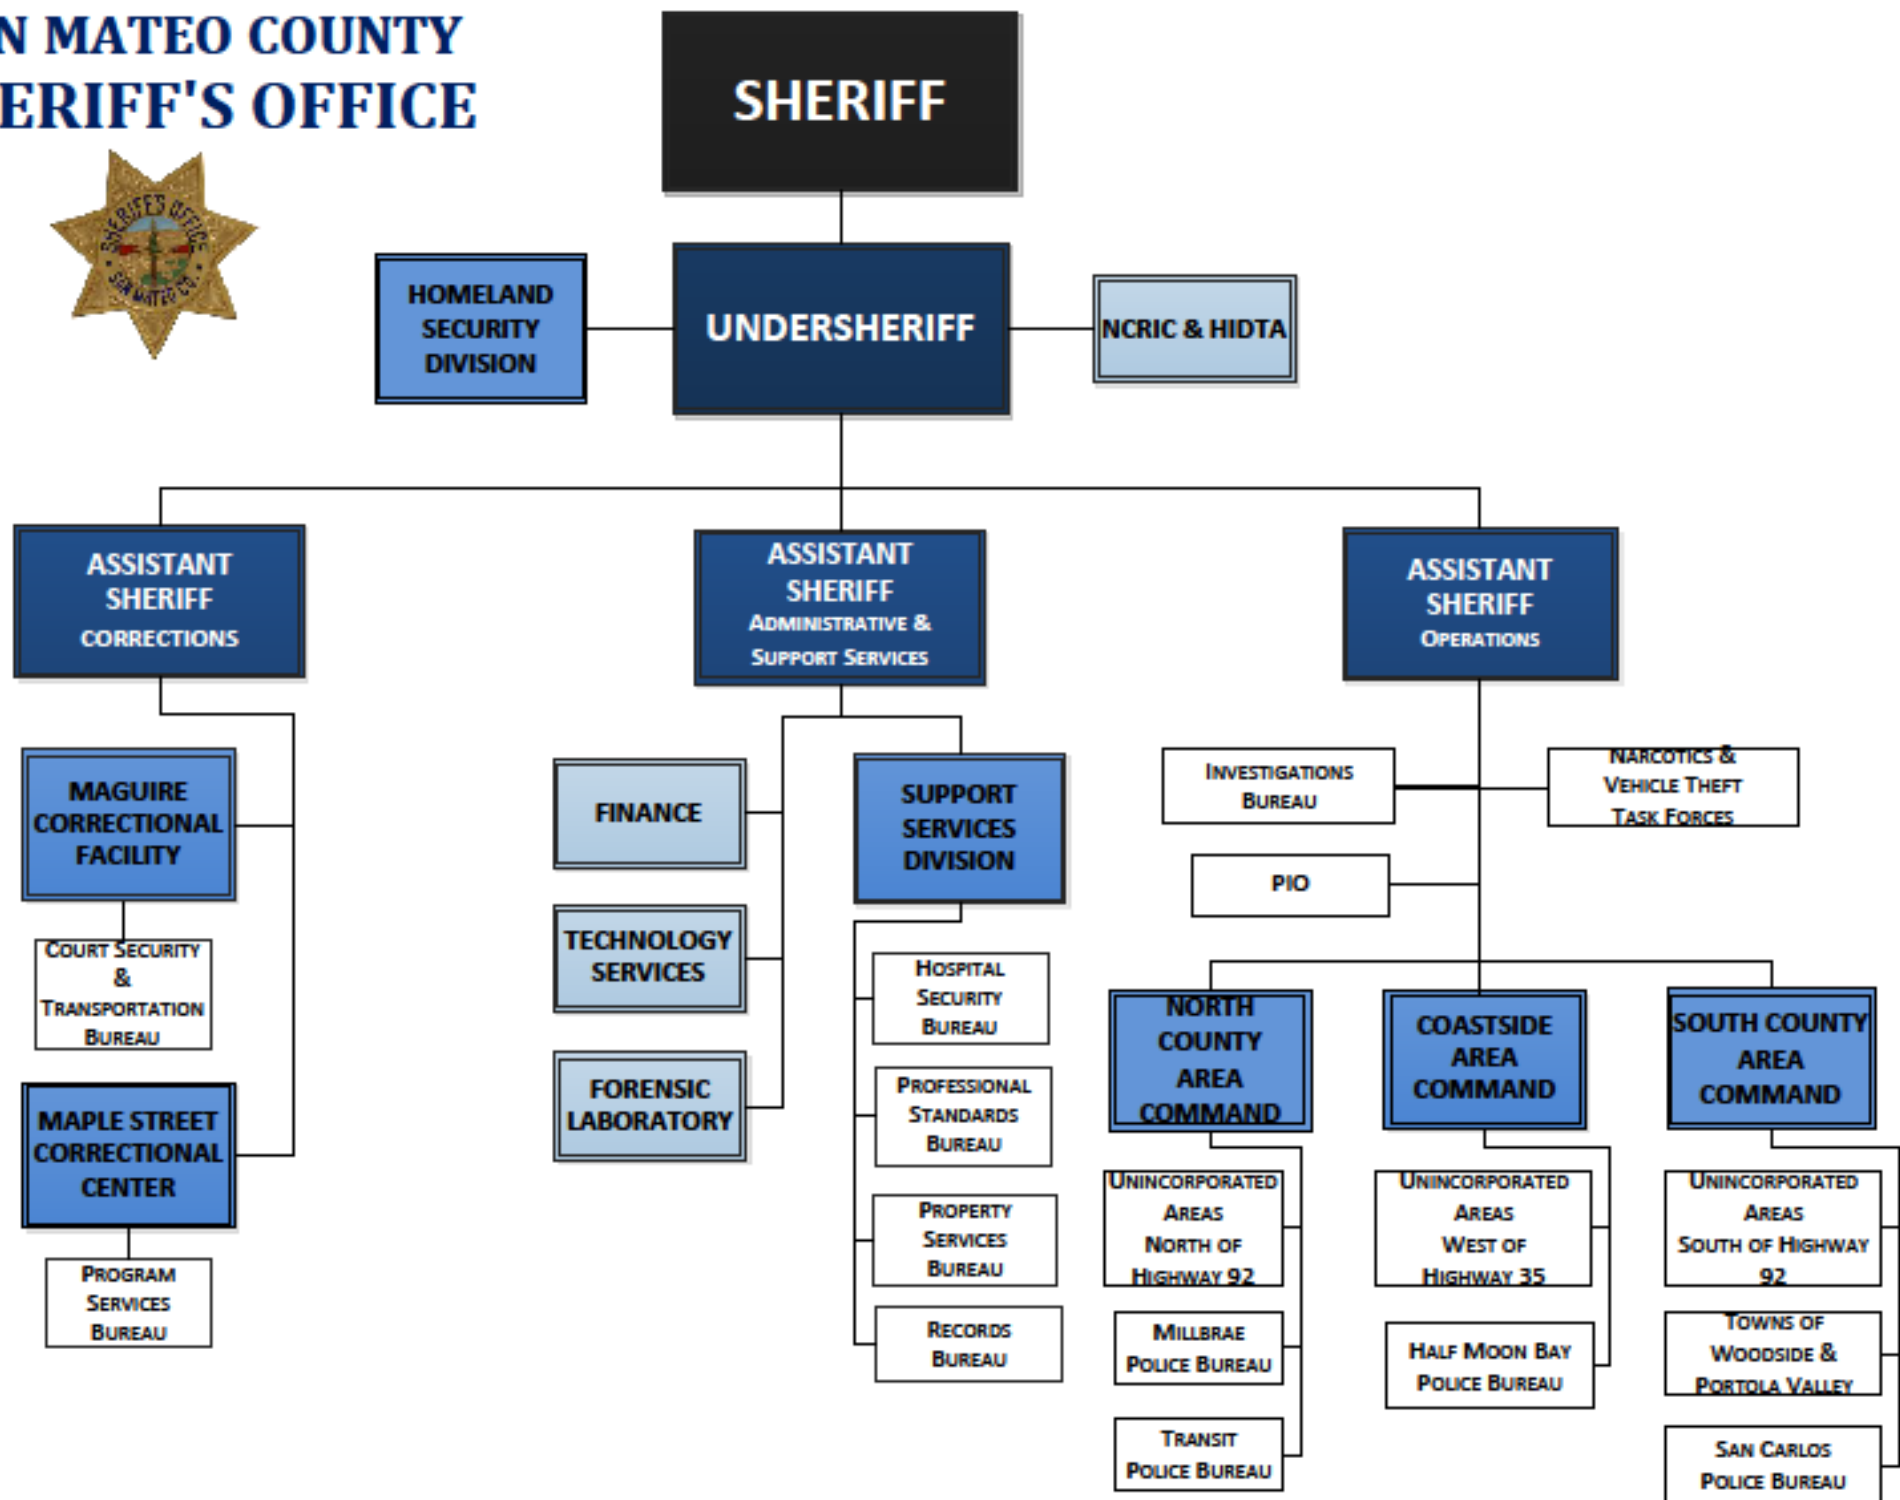 N MATEO COUNTY
ERIFF'S OFFICE
SHERIFF'S OFFICE
SAN MATEO CO.
SHERIFF
HOMELAND
SECURITY
DIVISION
UNDERSHERIFF
NCRIC & HIDTA
ASSISTANT
SHERIFF
CORRECTIONS
ASSISTANT
SHERIFF
ADMINISTRATIVE &
SUPPORT SERVICES
ASSISTANT
SHERIFF
OPERATIONS
MAGUIRE
CORRECTIONAL
FACILITY
COURT SECURITY
&
TRANSPORTATION
BUREAU
MAPLE STREET
CORRECTIONAL
CENTER
PROGRAM
SERVICES
BUREAU
FINANCE
TECHNOLOGY
SERVICES
FORENSIC
LABORATORY
SUPPORT
SERVICES
DIVISION
HOSPITAL
SECURITY
BUREAU
PROFESSIONAL
STANDARDS
BUREAU
PROPERTY
SERVICES
BUREAU
RECORDS
BUREAU
INVESTIGATIONS
BUREAU
NARCOTICS &
VEHICLE THEFT
TASK FORCES
PIO
NORTH
COUNTY
AREA
COMMAND
UNINCORPORATED
AREAS
NORTH OF
HIGHWAY 92
MILLBRAE
POLICE BUREAU
TRANSIT
POLICE BUREAU
COASTSIDE
AREA
COMMAND
UNINCORPORATED
AREAS
WEST OF
HIGHWAY 35
HALF MOON BAY
POLICE BUREAU
SOUTH COUNTY
AREA
COMMAND
UNINCORPORATED
AREAS
SOUTH OF HIGHWAY
92
TOWNS OF
WOODSIDE &
PORTOLA VALLEY
SAN CARLOS
POLICE BUREAU